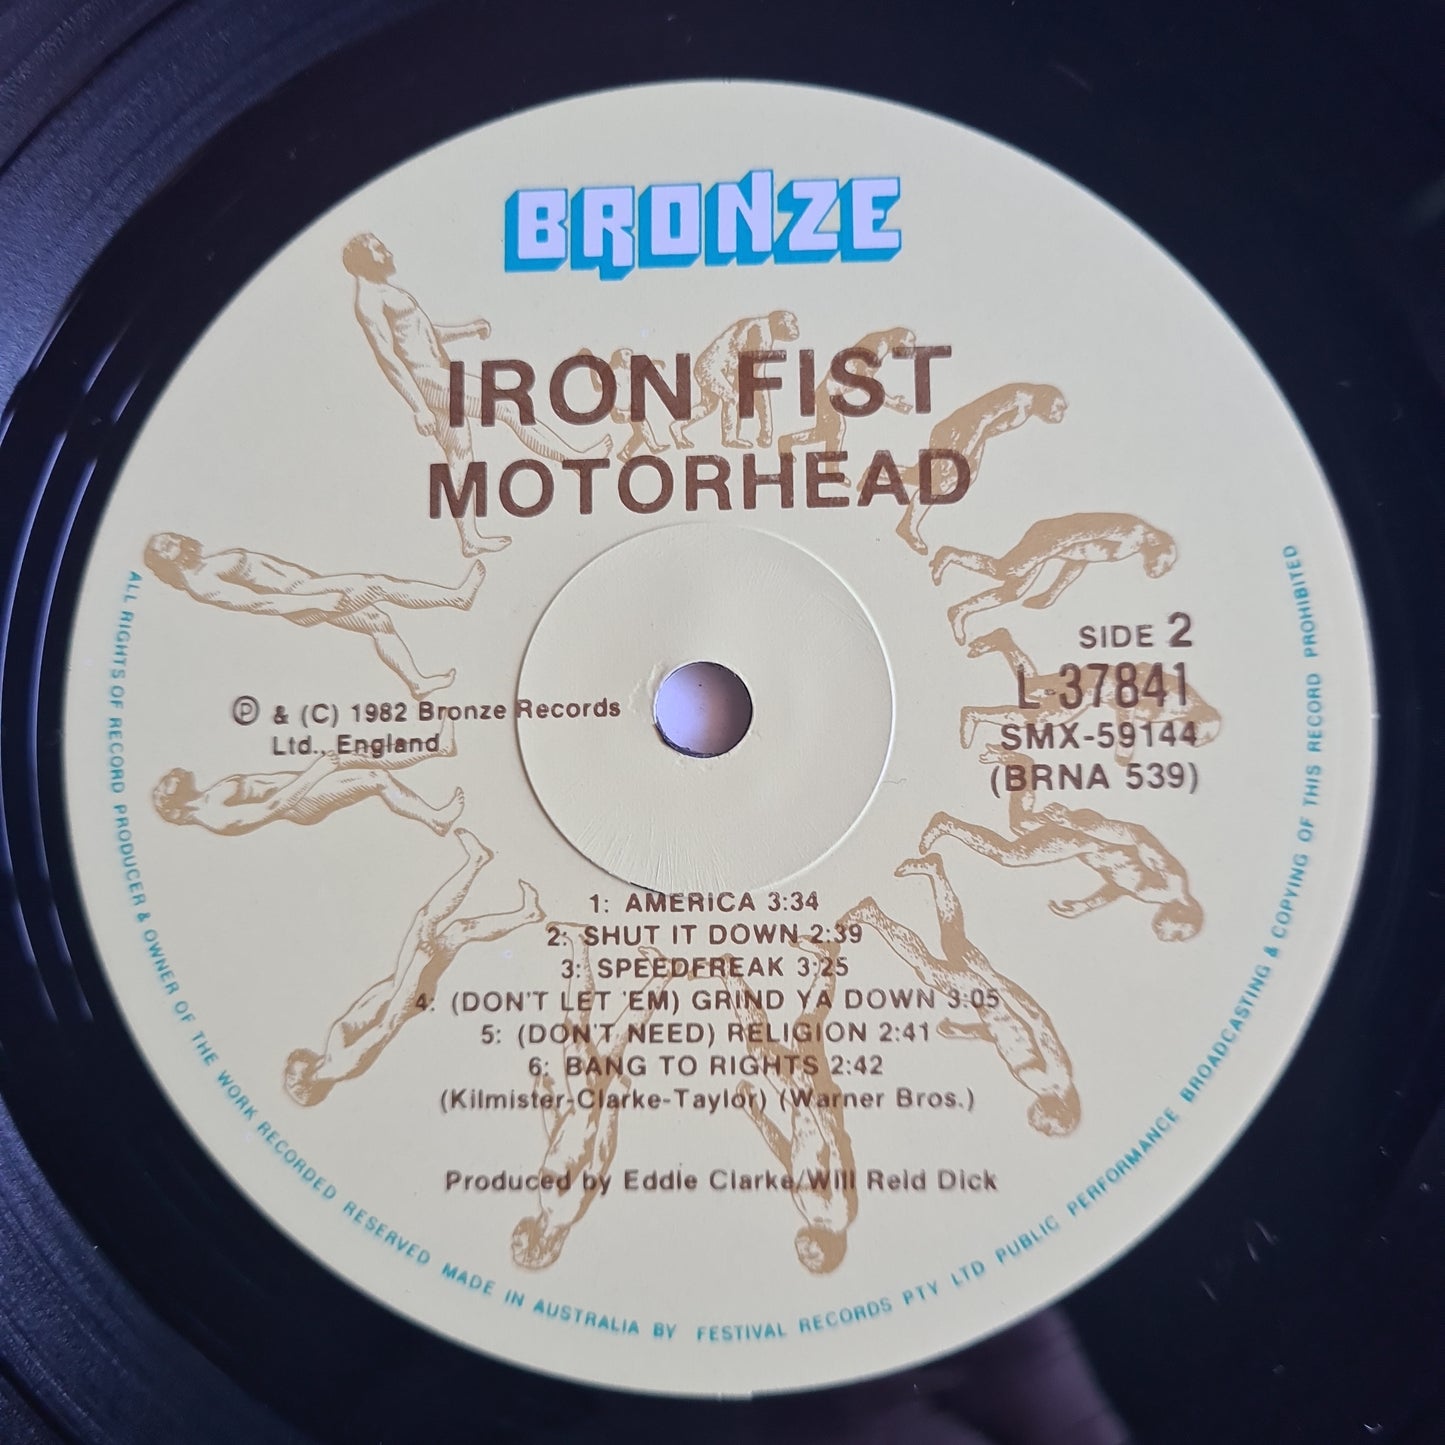 BRONZE
IRON FIST
MOTORHEAD
SIDE 2
L 37841
SMX-59144
(BRNA 539)
Ⓟ & (C) 1982 Bronze Records
Ltd., England
1: AMERICA 3:34
2: SHUT IT DOWN 2:39
3: SPEEDFREAK 3:25
4: (DON'T LET 'EM) GRIND YA DOWN 3:05
5: (DON'T NEED) RELIGION 2:41
6: BANG TO RIGHTS 2:42
(Kilmister-Clarke-Taylor) (Warner Bros.)
Produced by Eddie Clarke/Will Reid Dick
ALL RIGHTS OF RECORD PRODUCER & OWNER OF THE WORK RECORDED RESERVED MADE IN AUSTRALIA BY FESTIVAL RECORDS PTY LTD PUBLIC PERFORMANCE BROADCASTING & COPYING OF THIS RECORD PROHIBITED